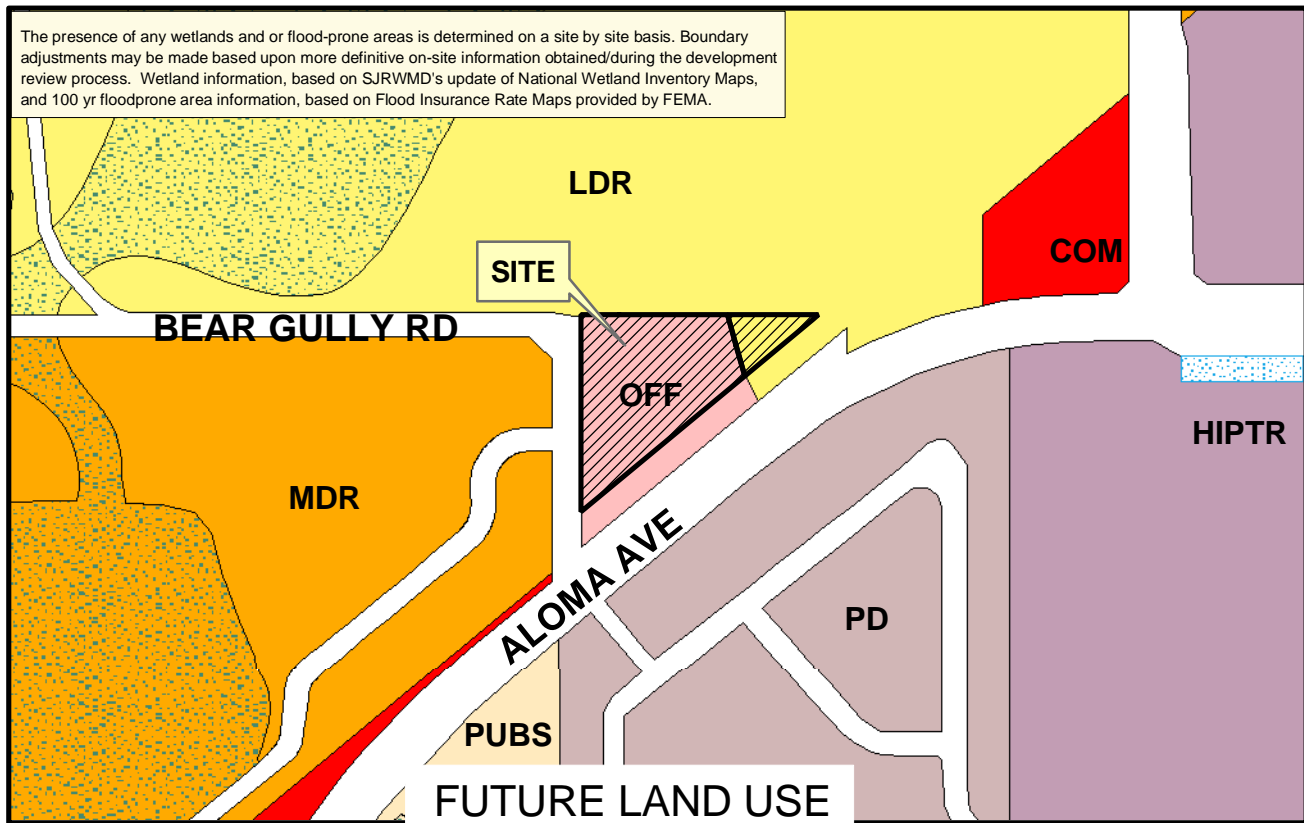 The presence of any wetlands and or flood-prone areas is determined on a site by site basis. Boundary
adjustments may be made based upon more definitive on-site information obtained/during the development
review process.  Wetland information, based on SJRWMD's update of National Wetland Inventory Maps,
and 100 yr floodprone area information, based on Flood Insurance Rate Maps provided by FEMA.
LDR
COM
SITE
BEAR GULLY RD
OFF
HIPTR
MDR
ALOMA AVE
PD
PUBS
FUTURE LAND USE